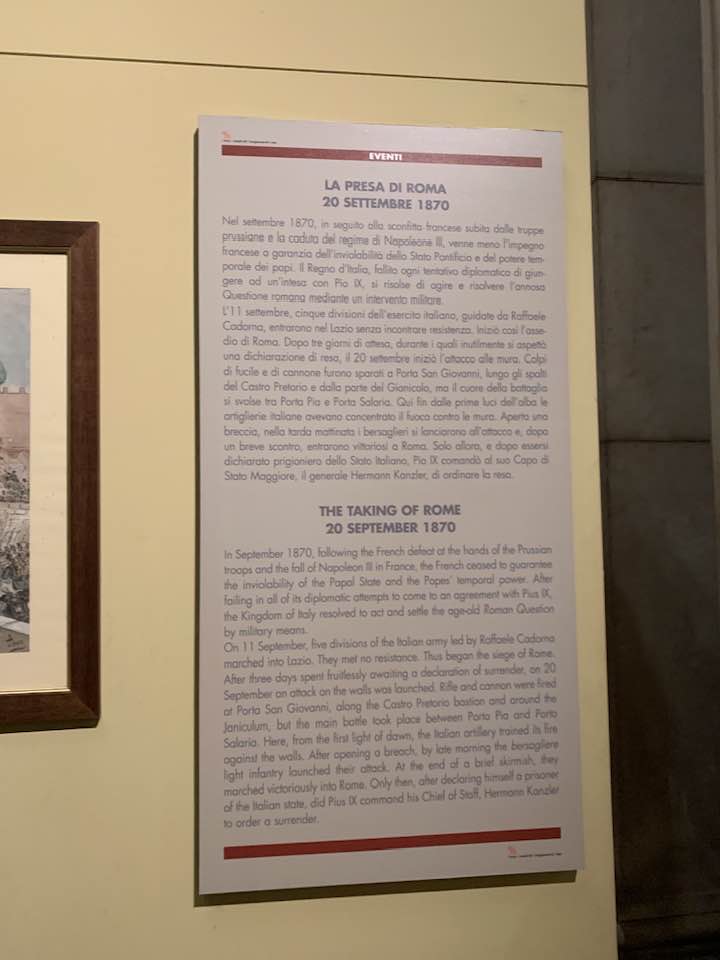 EVENTI
LA PRESA DI ROMA
20 SETTEMBRE 1870
Nel settembre 1870, in seguito alla sconfitta francese subita dalle truppe
prussiane e la caduta del regime di Napoleone III, venne meno l'impegno
francese a garanzia dell'inviolabilità dello Stato Pontificio e del potere tem-
porale dei papi. Il Regno d'Italia, fallito ogni tentativo diplomatico di giun-
gere ad un'intesa con Pio IX, si risolse di agire e risolvere l'annosa
Questione romana mediante un intervento militare.
L'11 settembre, cinque divisioni dell'esercito italiano, guidate da Raffaele
Cadorna, entrarono nel Lazio senza incontrare resistenza. Iniziò così l'asse-
dio di Roma. Dopo tre giorni di attesa, durante i quali inutilmente si aspettò
una dichiarazione di resa, il 20 settembre iniziò l'attacco alle mura. Colpi
di fucile e di cannone furono sparati a Porta San Giovanni, lungo gli spalti
del Castro Pretorio e dalla parte del Gianicolo, ma il cuore della battaglia
si svolse tra Porta Pia e Porta Salaria. Qui fin dalle prime luci dell'alba le
artiglierie italiane avevano concentrato il fuoco contro le mura. Aperta una
breccia, nella tarda mattinata i bersaglieri si lanciarono all'attacco e, dopo
un breve scontro, entrarono vittoriosi a Roma. Solo allora, e dopo essersi
dichiarato prigioniero dello Stato Italiano, Pio IX comandò al suo Capo di
Stato Maggiore, il generale Hermann Kanzler, di ordinare la resa.
THE TAKING OF ROME
20 SEPTEMBER 1870
In September 1870, following the French defeat at the hands of the Prussian
troops and the fall of Napoleon III in France, the French ceased to guarantee
the inviolability of the Papal State and the Popes' temporal power. After
failing in all of its diplomatic attempts to come to an agreement with Pius IX,
the Kingdom of Italy resolved to act and settle the age-old Roman Question
by military means.
On 11 September, five divisions of the Italian army led by Raffaele Cadorna
marched into Lazio. They met no resistance. Thus began the siege of Rome.
After three days spent fruitlessly awaiting a declaration of surrender, on 20
September an attack on the walls was launched. Rifle and cannon were fired
at Porta San Giovanni, along the Castro Pretorio bastion and around the
Janiculum, but the main battle took place between Porta Pia and Porta
Salaria. Here, from the first light of dawn, the Italian artillery trained its fire
against the walls. After opening a breach, by late morning the bersagliere
light infantry launched their attack. At the end of a brief skirmish, they
marched victoriously into Rome. Only then, after declaring himself a prisoner
of the Italian state, did Pius IX command his Chief of Staff, Hermann Kanzler
to order a surrender.